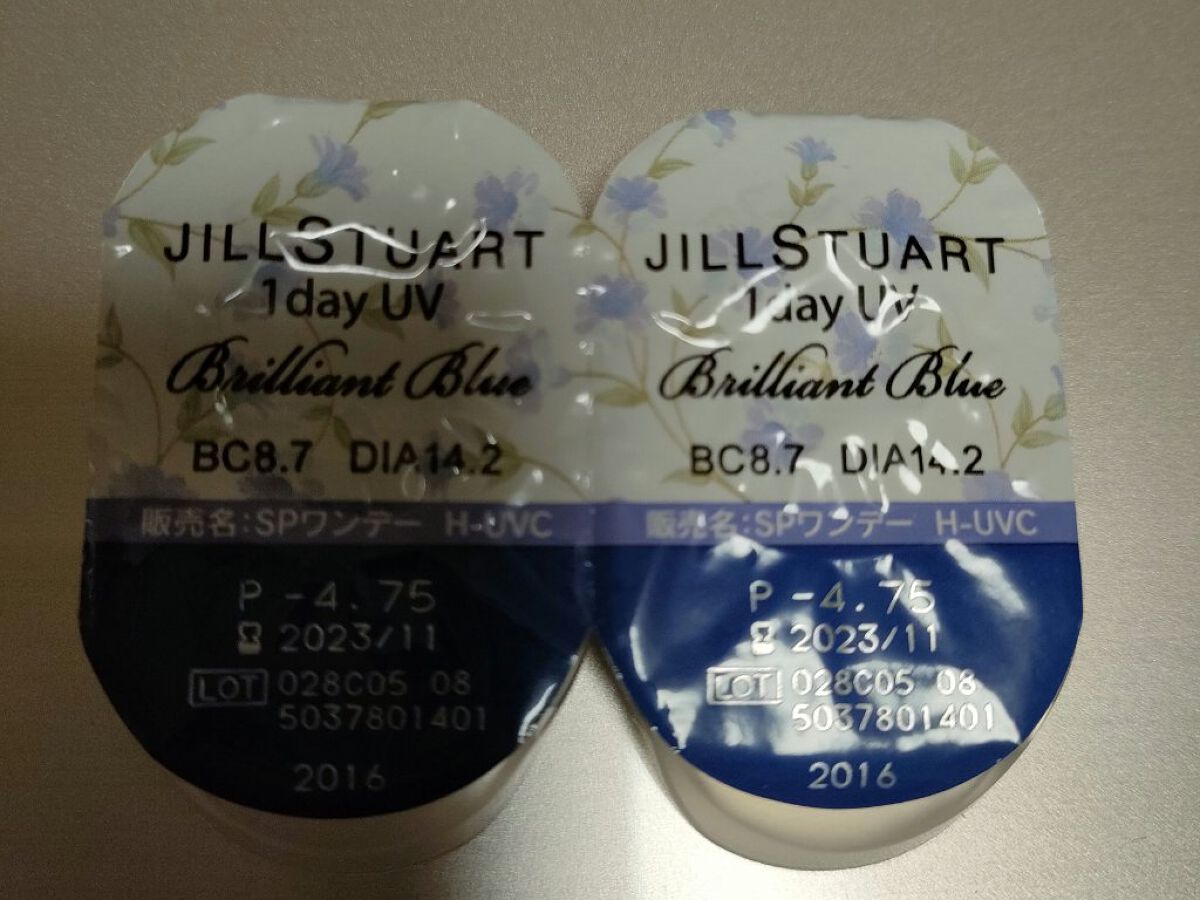 JILLSTUART
1day UV
Brilliant Blue
BC8.7 DIA14.2
販売名:SPワンデー H-UVC
P -4.75
2023/11
LOT 028C05 08
5037801401
2016
JILLSTUART
1day UV
Brilliant Blue
BC8.7 DIA14.2
販売名:SPワンデー H-UVC
P -4.75
2023/11
LOT 028C05 08
5037801401
2016